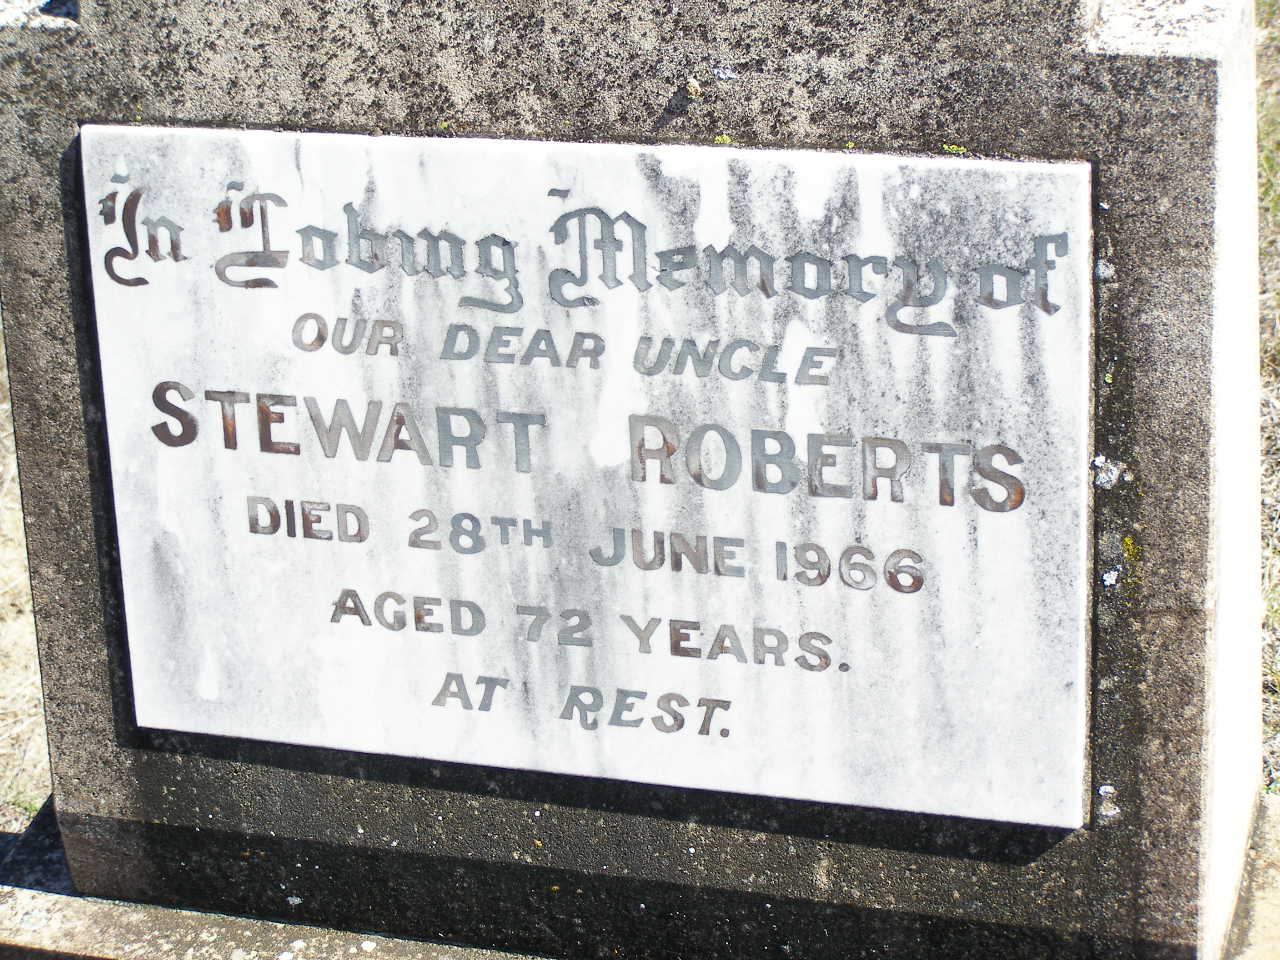 In Loving Memory of
OUR DEAR UNCLE
STEWART ROBERTS
DIED 28TH JUNE 1966
AGED 72 YEARS.
AT REST.